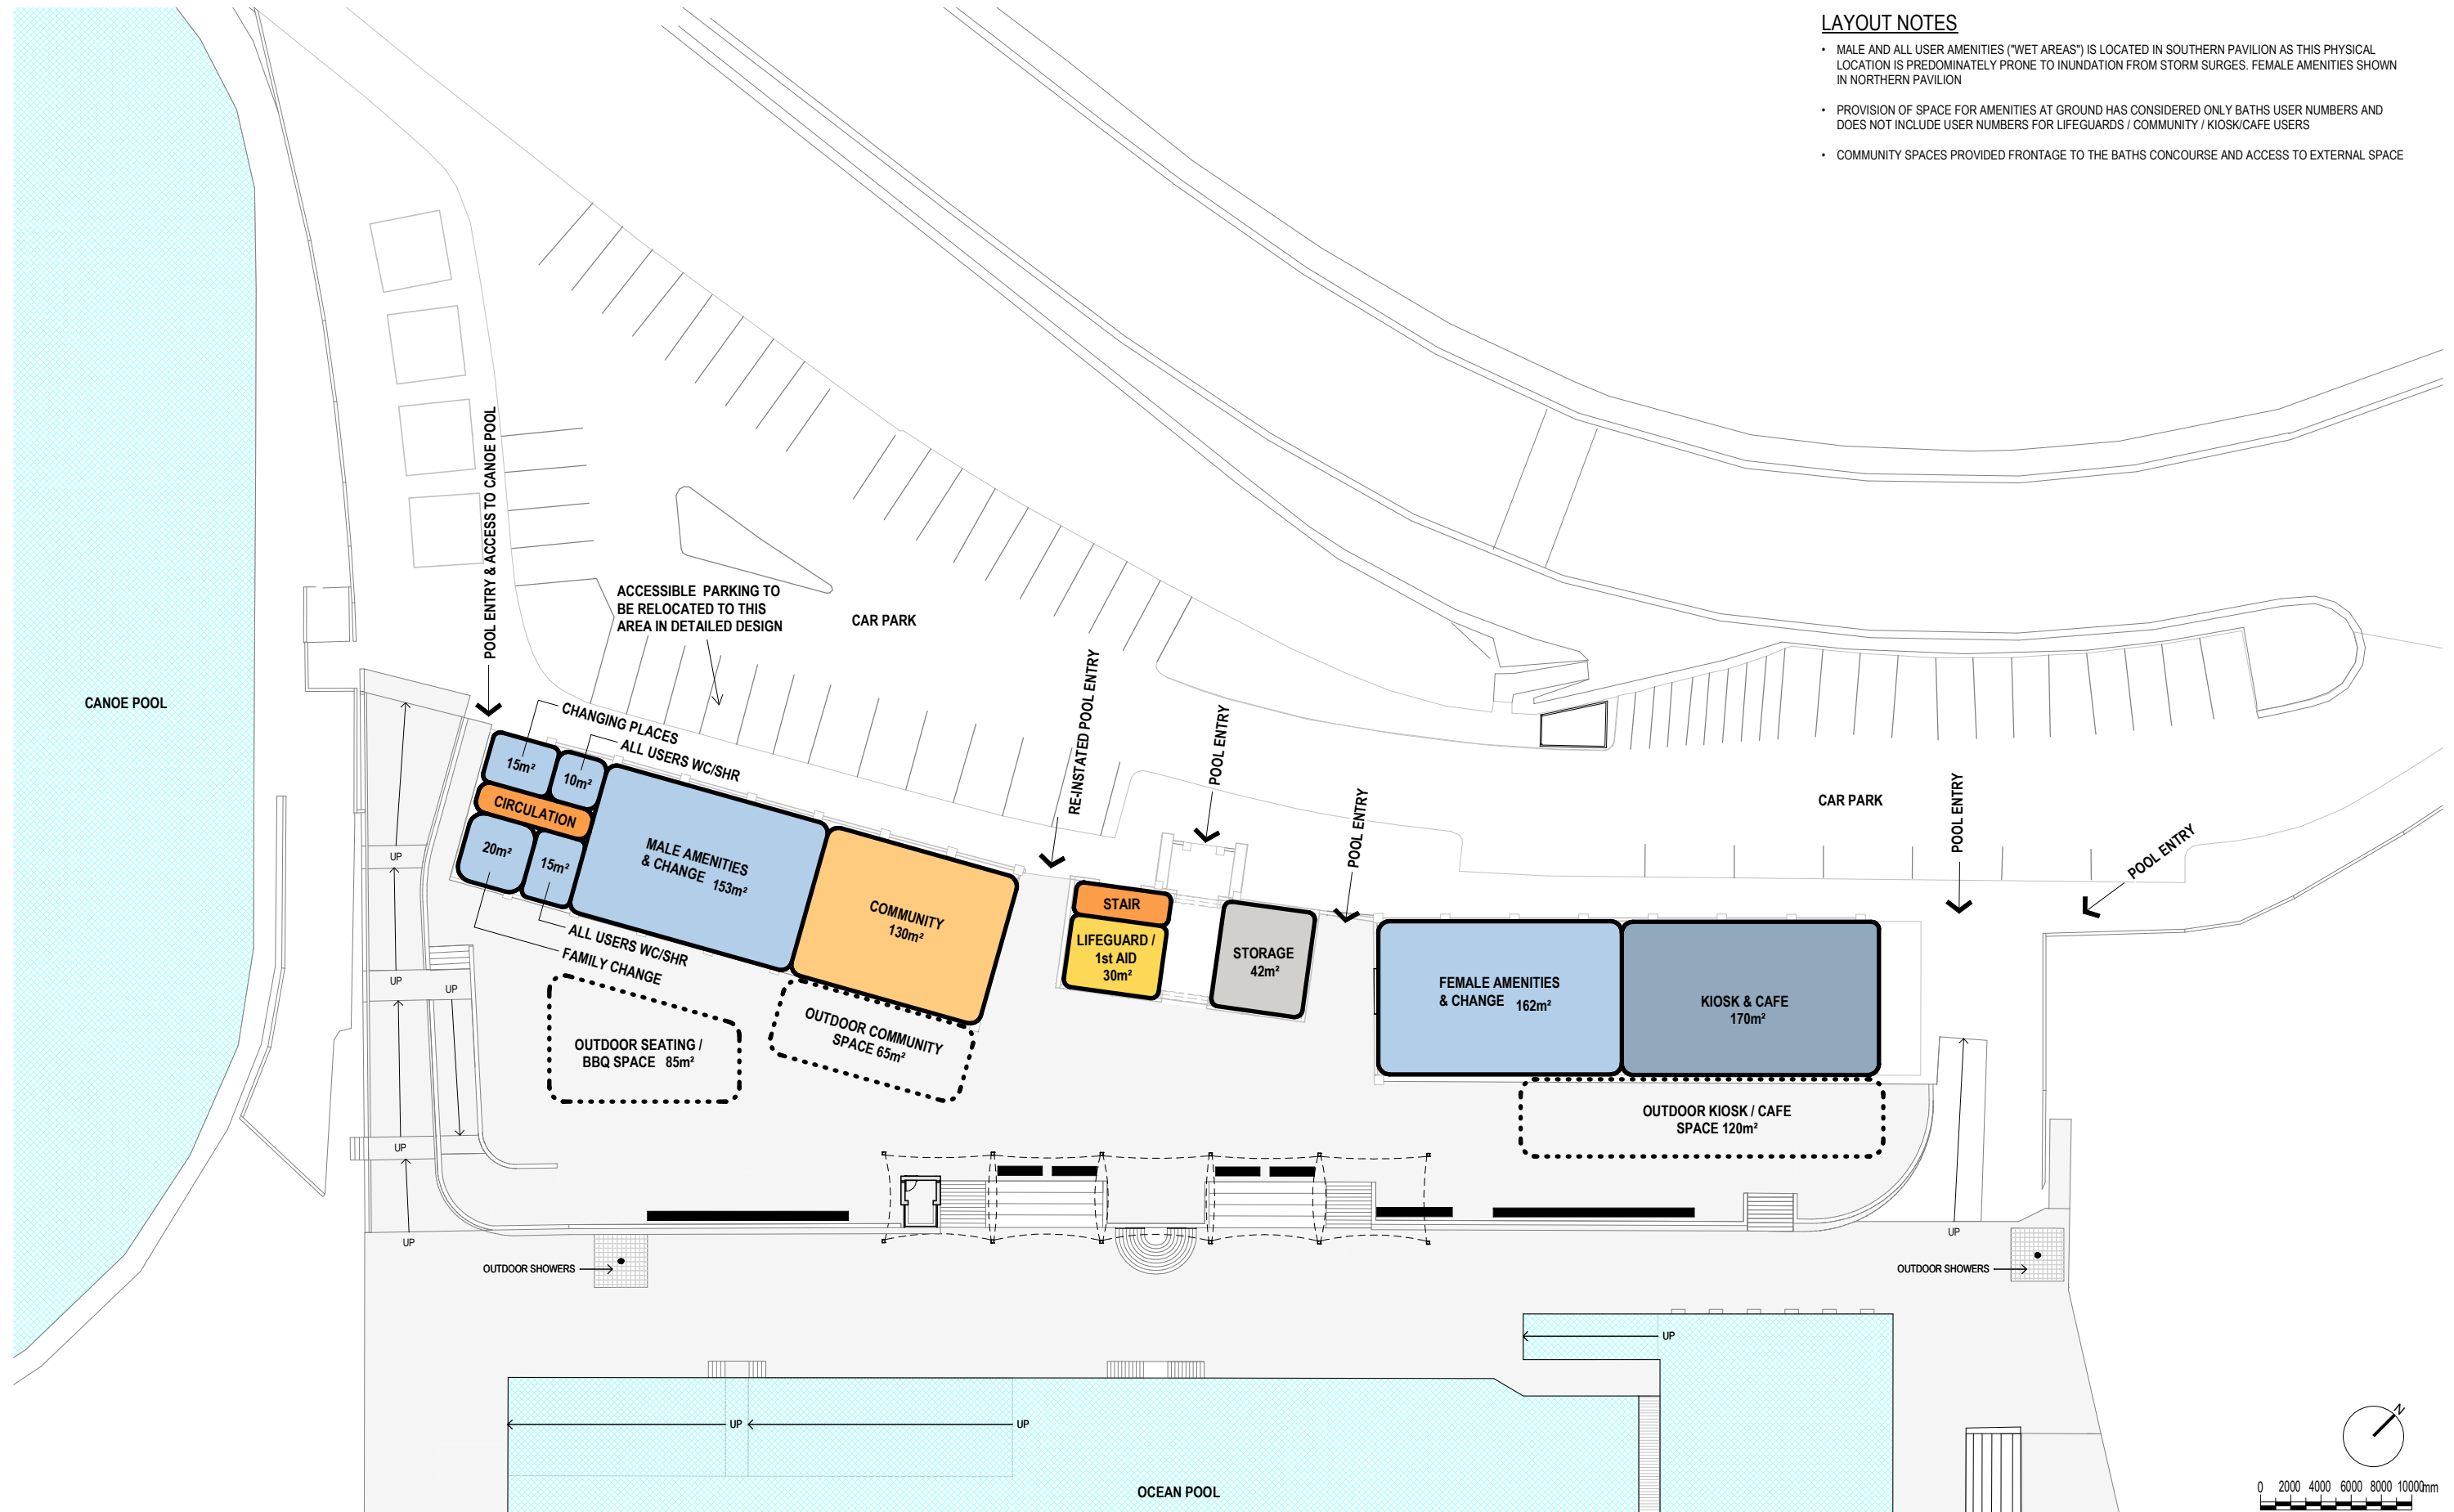 LAYOUT NOTES
• MALE AND ALL USER AMENITIES ("WET AREAS") IS LOCATED IN SOUTHERN PAVILION AS THIS PHYSICAL
LOCATION IS PREDOMINATELY PRONE TO INUNDATION FROM STORM SURGES. FEMALE AMENITIES SHOWN
IN NORTHERN PAVILION
• PROVISION OF SPACE FOR AMENITIES AT GROUND HAS CONSIDERED ONLY BATHS USER NUMBERS AND
DOES NOT INCLUDE USER NUMBERS FOR LIFEGUARDS / COMMUNITY / KIOSK/CAFE USERS
• COMMUNITY SPACES PROVIDED FRONTAGE TO THE BATHS CONCOURSE AND ACCESS TO EXTERNAL SPACE
POOL ENTRY & ACCESS TO CANOE POOL
ACCESSIBLE PARKING TO
BE RELOCATED TO THIS
AREA IN DETAILED DESIGN
CAR PARK
RE-INSTATED POOL ENTRY
POOL ENTRY
POOL ENTRY
CAR PARK
POOL ENTRY
POOL ENTRY
CANOE POOL
CHANGING PLACES
ALL USERS WC/SHR
15m²
10m²
CIRCULATION
20m²
15m²
MALE AMENITIES
& CHANGE 153m²
COMMUNITY
130m²
STAIR
LIFEGUARD /
1st AID
30m²
STORAGE
42m²
FEMALE AMENITIES
& CHANGE 162m²
KIOSK & CAFE
170m²
ALL USERS WC/SHR
FAMILY CHANGE
OUTDOOR SEATING /
BBQ SPACE 85m²
OUTDOOR COMMUNITY
SPACE 65m²
OUTDOOR KIOSK / CAFE
SPACE 120m²
UP
UP
UP
UP
UP
UP
OUTDOOR SHOWERS
OUTDOOR SHOWERS
UP
UP
UP
OCEAN POOL
N
0 2000 4000 6000 8000 10000mm